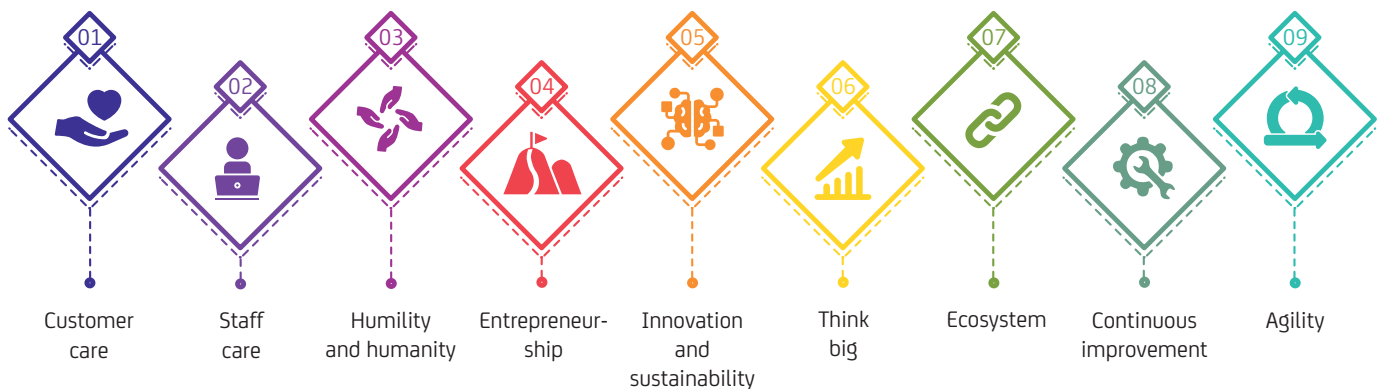 01
Customer
care
02
Staff
care
03
Humility
and humanity
04
Entrepreneur-
ship
05
Innovation
and
sustainability
06
Think
big
07
Ecosystem
08
Continuous
improvement
09
Agility